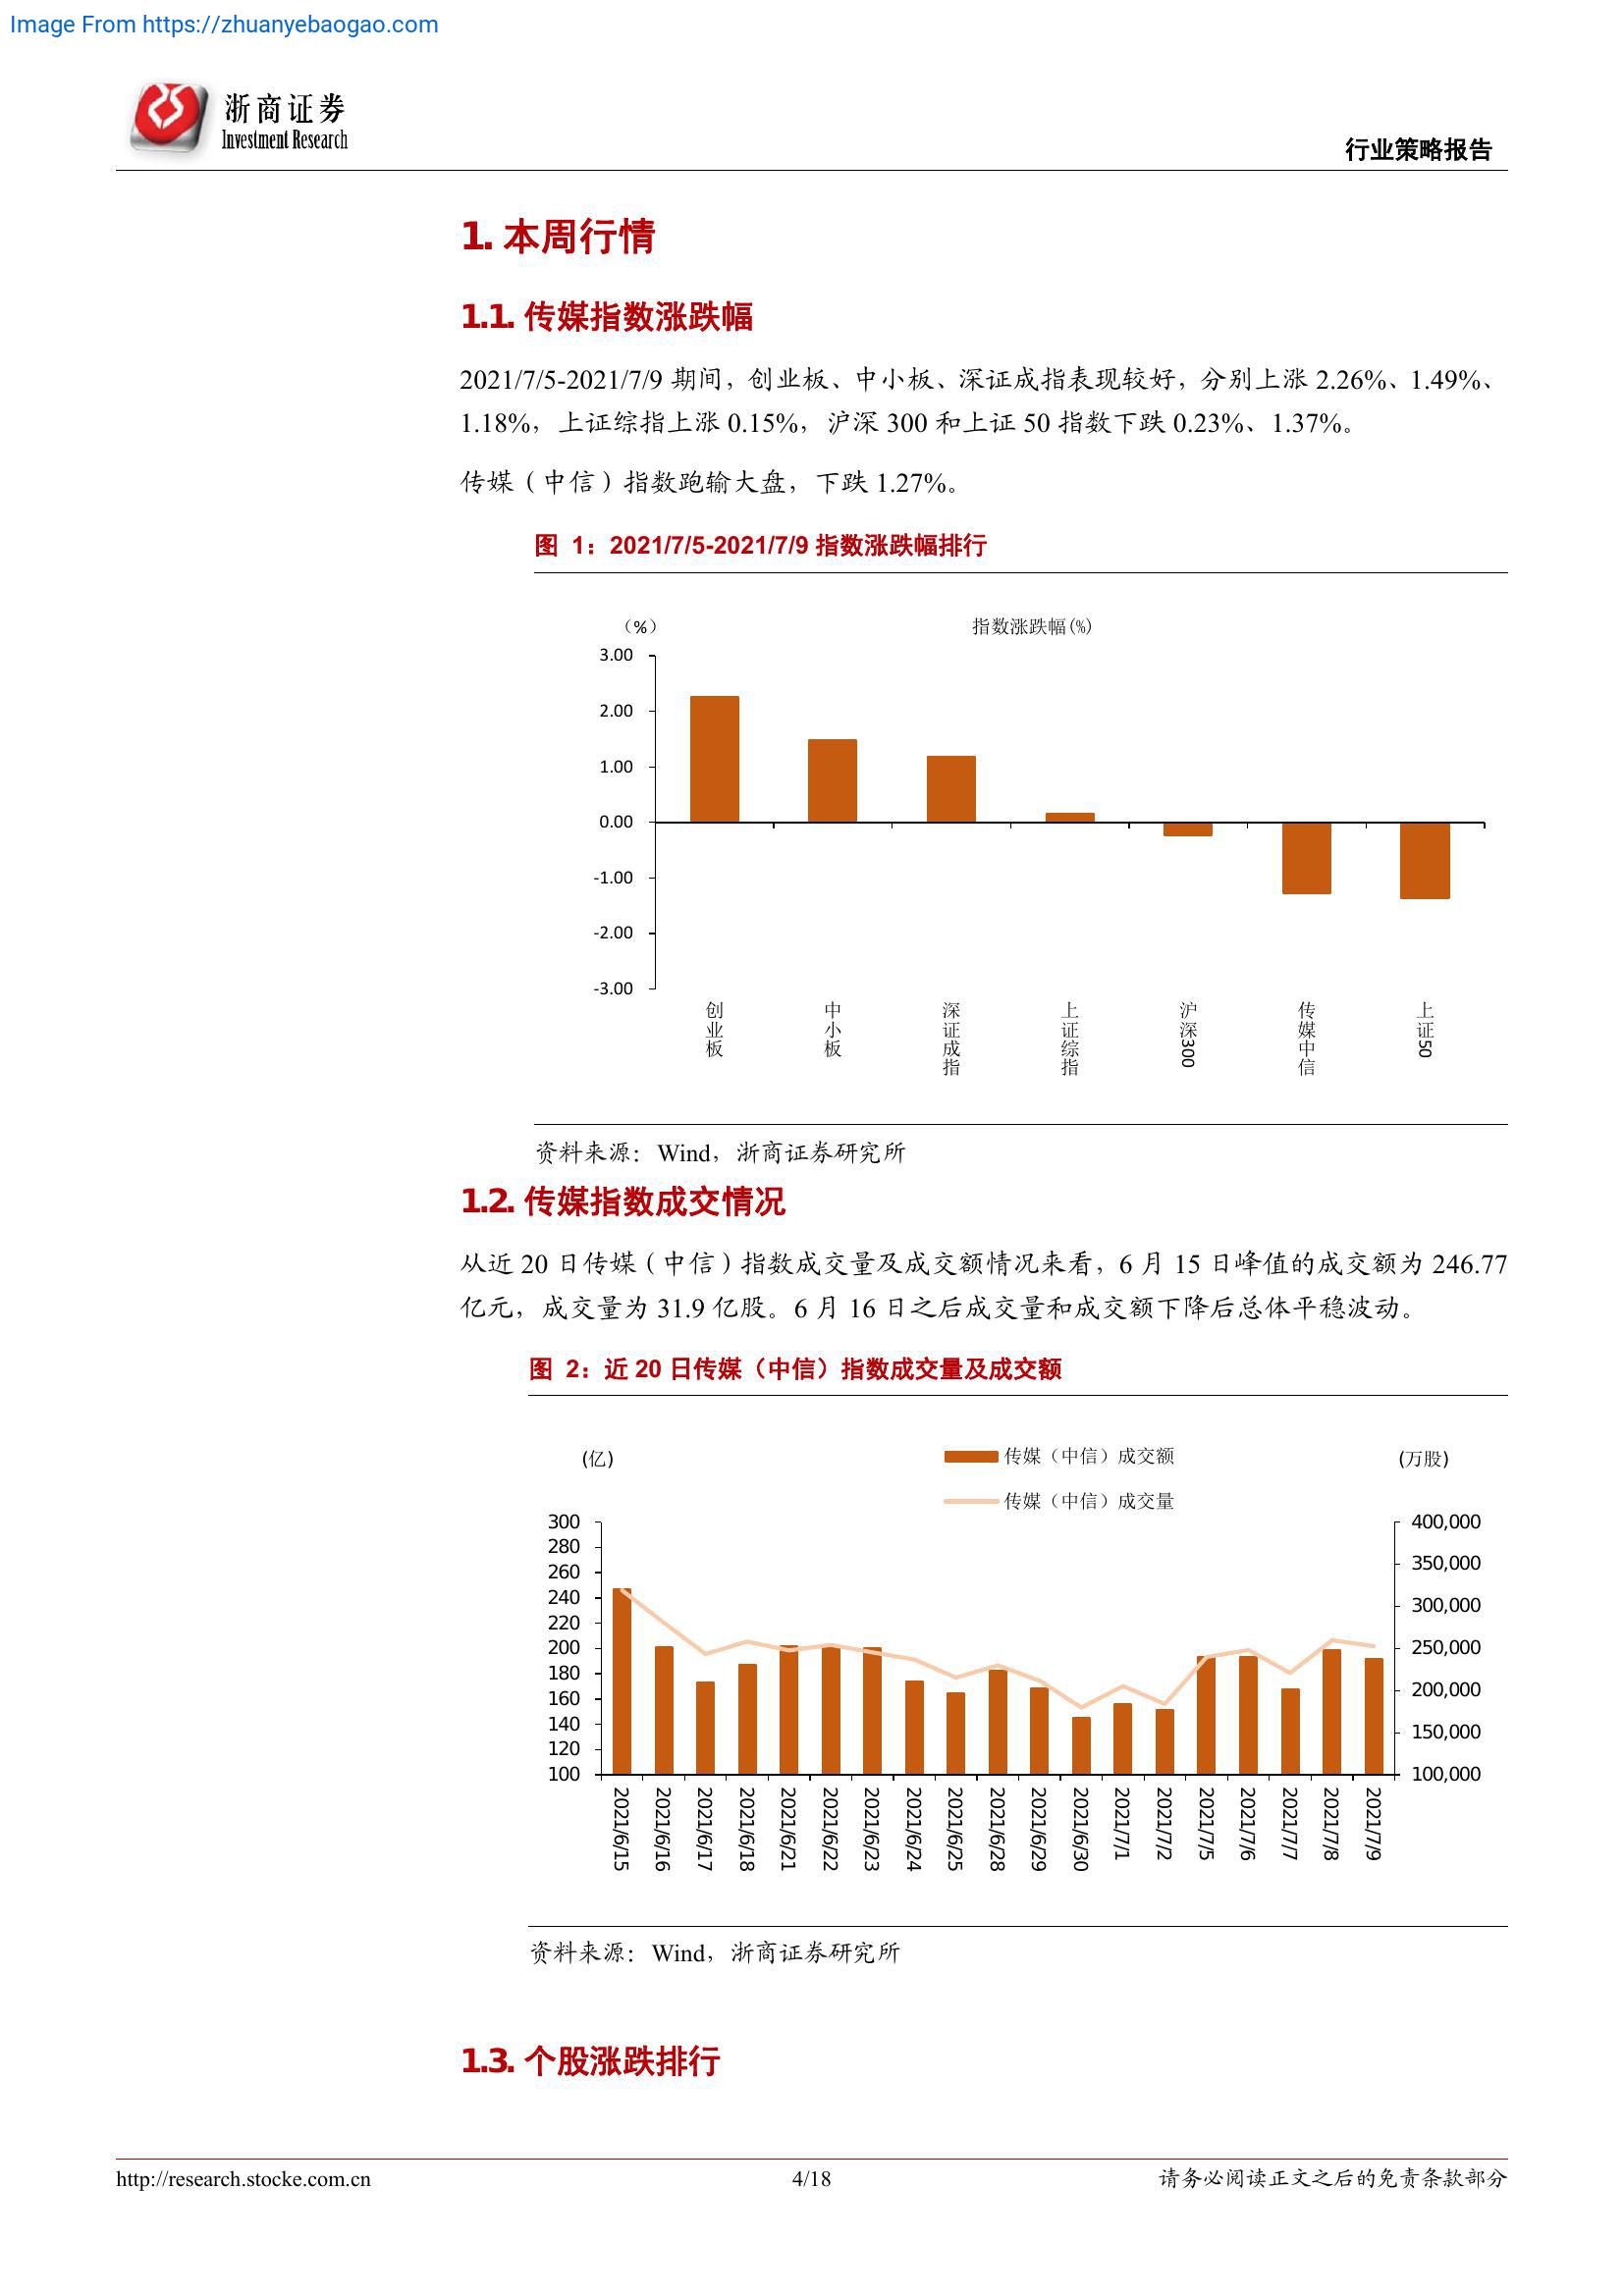 Image From https://zhuanyebaogao.com
浙商证券
Investment Research
行业策略报告
1. 本周行情
1.1. 传媒指数涨跌幅
2021/7/5-2021/7/9 期间，创业板、中小板、深证成指表现较好，分别上涨 2.26%、1.49%、
1.18%，上证综指上涨 0.15%，沪深 300 和上证 50 指数下跌 0.23%、1.37%。
传媒（中信）指数跑输大盘，下跌 1.27%。
图 1：2021/7/5-2021/7/9 指数涨跌幅排行
（%） 指数涨跌幅(%)
3.00
2.00
1.00
0.00
-1.00
-2.00
-3.00
创业板 中小板 深证成指 上证综指 沪深300 传媒中信 上证50
资料来源：Wind，浙商证券研究所
1.2. 传媒指数成交情况
从近 20 日传媒（中信）指数成交量及成交额情况来看，6 月 15 日峰值的成交额为 246.77
亿元，成交量为 31.9 亿股。6 月 16 日之后成交量和成交额下降后总体平稳波动。
图 2：近 20 日传媒（中信）指数成交量及成交额
(亿) 传媒（中信）成交额 (万股)
传媒（中信）成交量
300 400,000
280
260 350,000
240
220 300,000
200 250,000
180
160 200,000
140 150,000
120
100 100,000
2021/6/15 2021/6/16 2021/6/17 2021/6/18 2021/6/21 2021/6/22 2021/6/23 2021/6/24 2021/6/25 2021/6/28 2021/6/29 2021/6/30 2021/7/1 2021/7/2 2021/7/5 2021/7/6 2021/7/7 2021/7/8 2021/7/9
资料来源：Wind，浙商证券研究所
1.3. 个股涨跌排行
http://research.stocke.com.cn 4/18 请务必阅读正文之后的免责条款部分